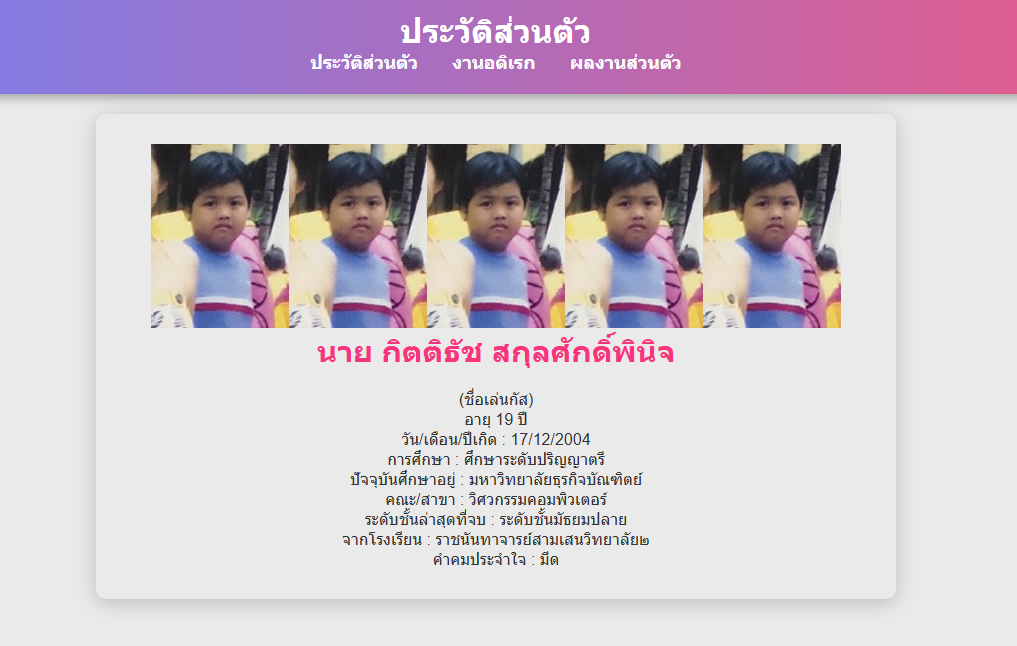 ประวัติส่วนตัว
ประวัติส่วนตัว งานอดิเรก ผลงานส่วนตัว
นาย กิตติธัช สกุลศักดิ์พินิจ
(ชื่อเล่นกัส)
อายุ 19 ปี
วัน/เดือน/ปีเกิด : 17/12/2004
การศึกษา : ศึกษาระดับปริญญาตรี
ปัจจุบันศึกษาอยู่ : มหาวิทยาลัยธุรกิจบัณฑิตย์
คณะ/สาขา : วิศวกรรมคอมพิวเตอร์
ระดับชั้นล่าสุดที่จบ : ระดับชั้นมัธยมปลาย
จากโรงเรียน : ราชนันทาจารย์สามเสนวิทยาลัย๒
คำคมประจำใจ : มีด